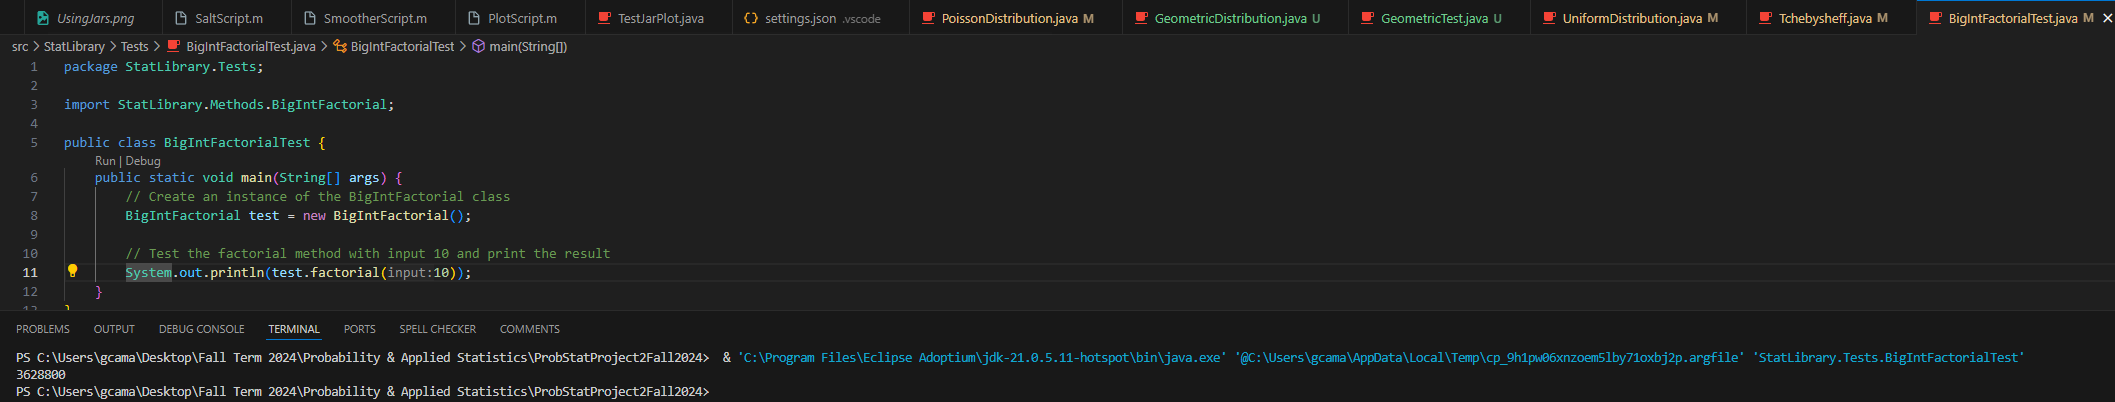 UsingJars.png SaltScript.m SmootherScript.m PlotScript.m TestJarPlot.java settings.json .vscode PoissonDistribution.java M GeometricDistribution.java U GeometricTest.java U UniformDistribution.java M Tchebysheff.java M BigIntFactorialTest.java M
src > StatLibrary > Tests > BigIntFactorialTest.java > BigIntFactorialTest > main(String[])
1 package StatLibrary.Tests;
2
3 import StatLibrary.Methods.BigIntFactorial;
4
5 public class BigIntFactorialTest {
Run | Debug
6 public static void main(String[] args) {
7 // Create an instance of the BigIntFactorial class
8 BigIntFactorial test = new BigIntFactorial();
9
10 // Test the factorial method with input 10 and print the result
11 System.out.println(test.factorial(input:10));
12 }
13 }
PROBLEMS OUTPUT DEBUG CONSOLE TERMINAL PORTS SPELL CHECKER COMMENTS
PS C:\Users\gcama\Desktop\Fall Term 2024\Probability & Applied Statistics\ProbStatProject2Fall2024> & 'C:\Program Files\Eclipse Adoptium\jdk-21.0.5.11-hotspot\bin\java.exe' '@C:\Users\gcama\AppData\Local\Temp\cp_9h1pw06xnzoem5lby71oxbj2p.argfile' 'StatLibrary.Tests.BigIntFactorialTest'
3628800
PS C:\Users\gcama\Desktop\Fall Term 2024\Probability & Applied Statistics\ProbStatProject2Fall2024>